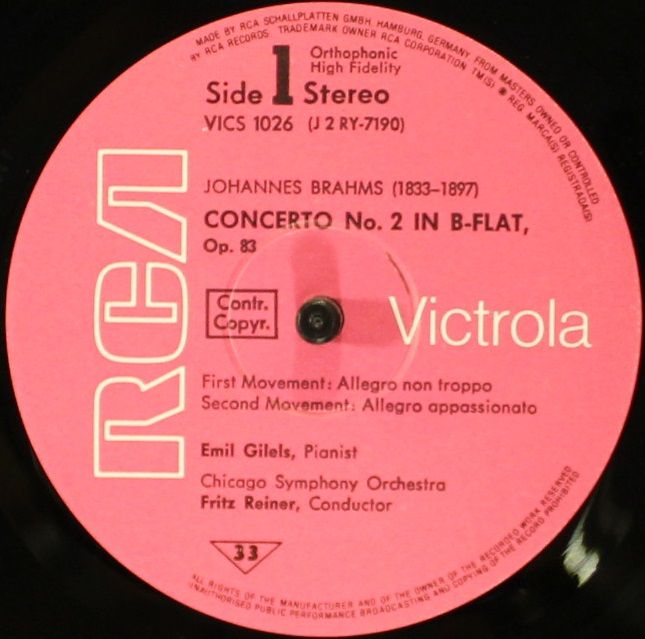 MADE BY RCA SCHALLPLATTEN GMBH, HAMBURG, GERMANY FROM MASTERS OWNED OR CONTROLLED
BY RCA RECORDS. TRADEMARK OWNER RCA CORPORATION TM(S) ® REG. MARCA(S) REGISTRADA(S)
Orthophonic
High Fidelity
Side 1 Stereo
VICS 1026 (J 2 RY-7190)
JOHANNES BRAHMS (1833–1897)
CONCERTO No. 2 IN B-FLAT,
Op. 83
RCA
Contr.
Copyr.
Victrola
First Movement: Allegro non troppo
Second Movement: Allegro appassionato
Emil Gilels, Pianist
Chicago Symphony Orchestra
Fritz Reiner, Conductor
33
ALL RIGHTS OF THE MANUFACTURER AND OF THE OWNER OF THE RECORDED WORK RESERVED
UNAUTHORISED PUBLIC PERFORMANCE BROADCASTING AND COPYING OF THE RECORD PROHIBITED